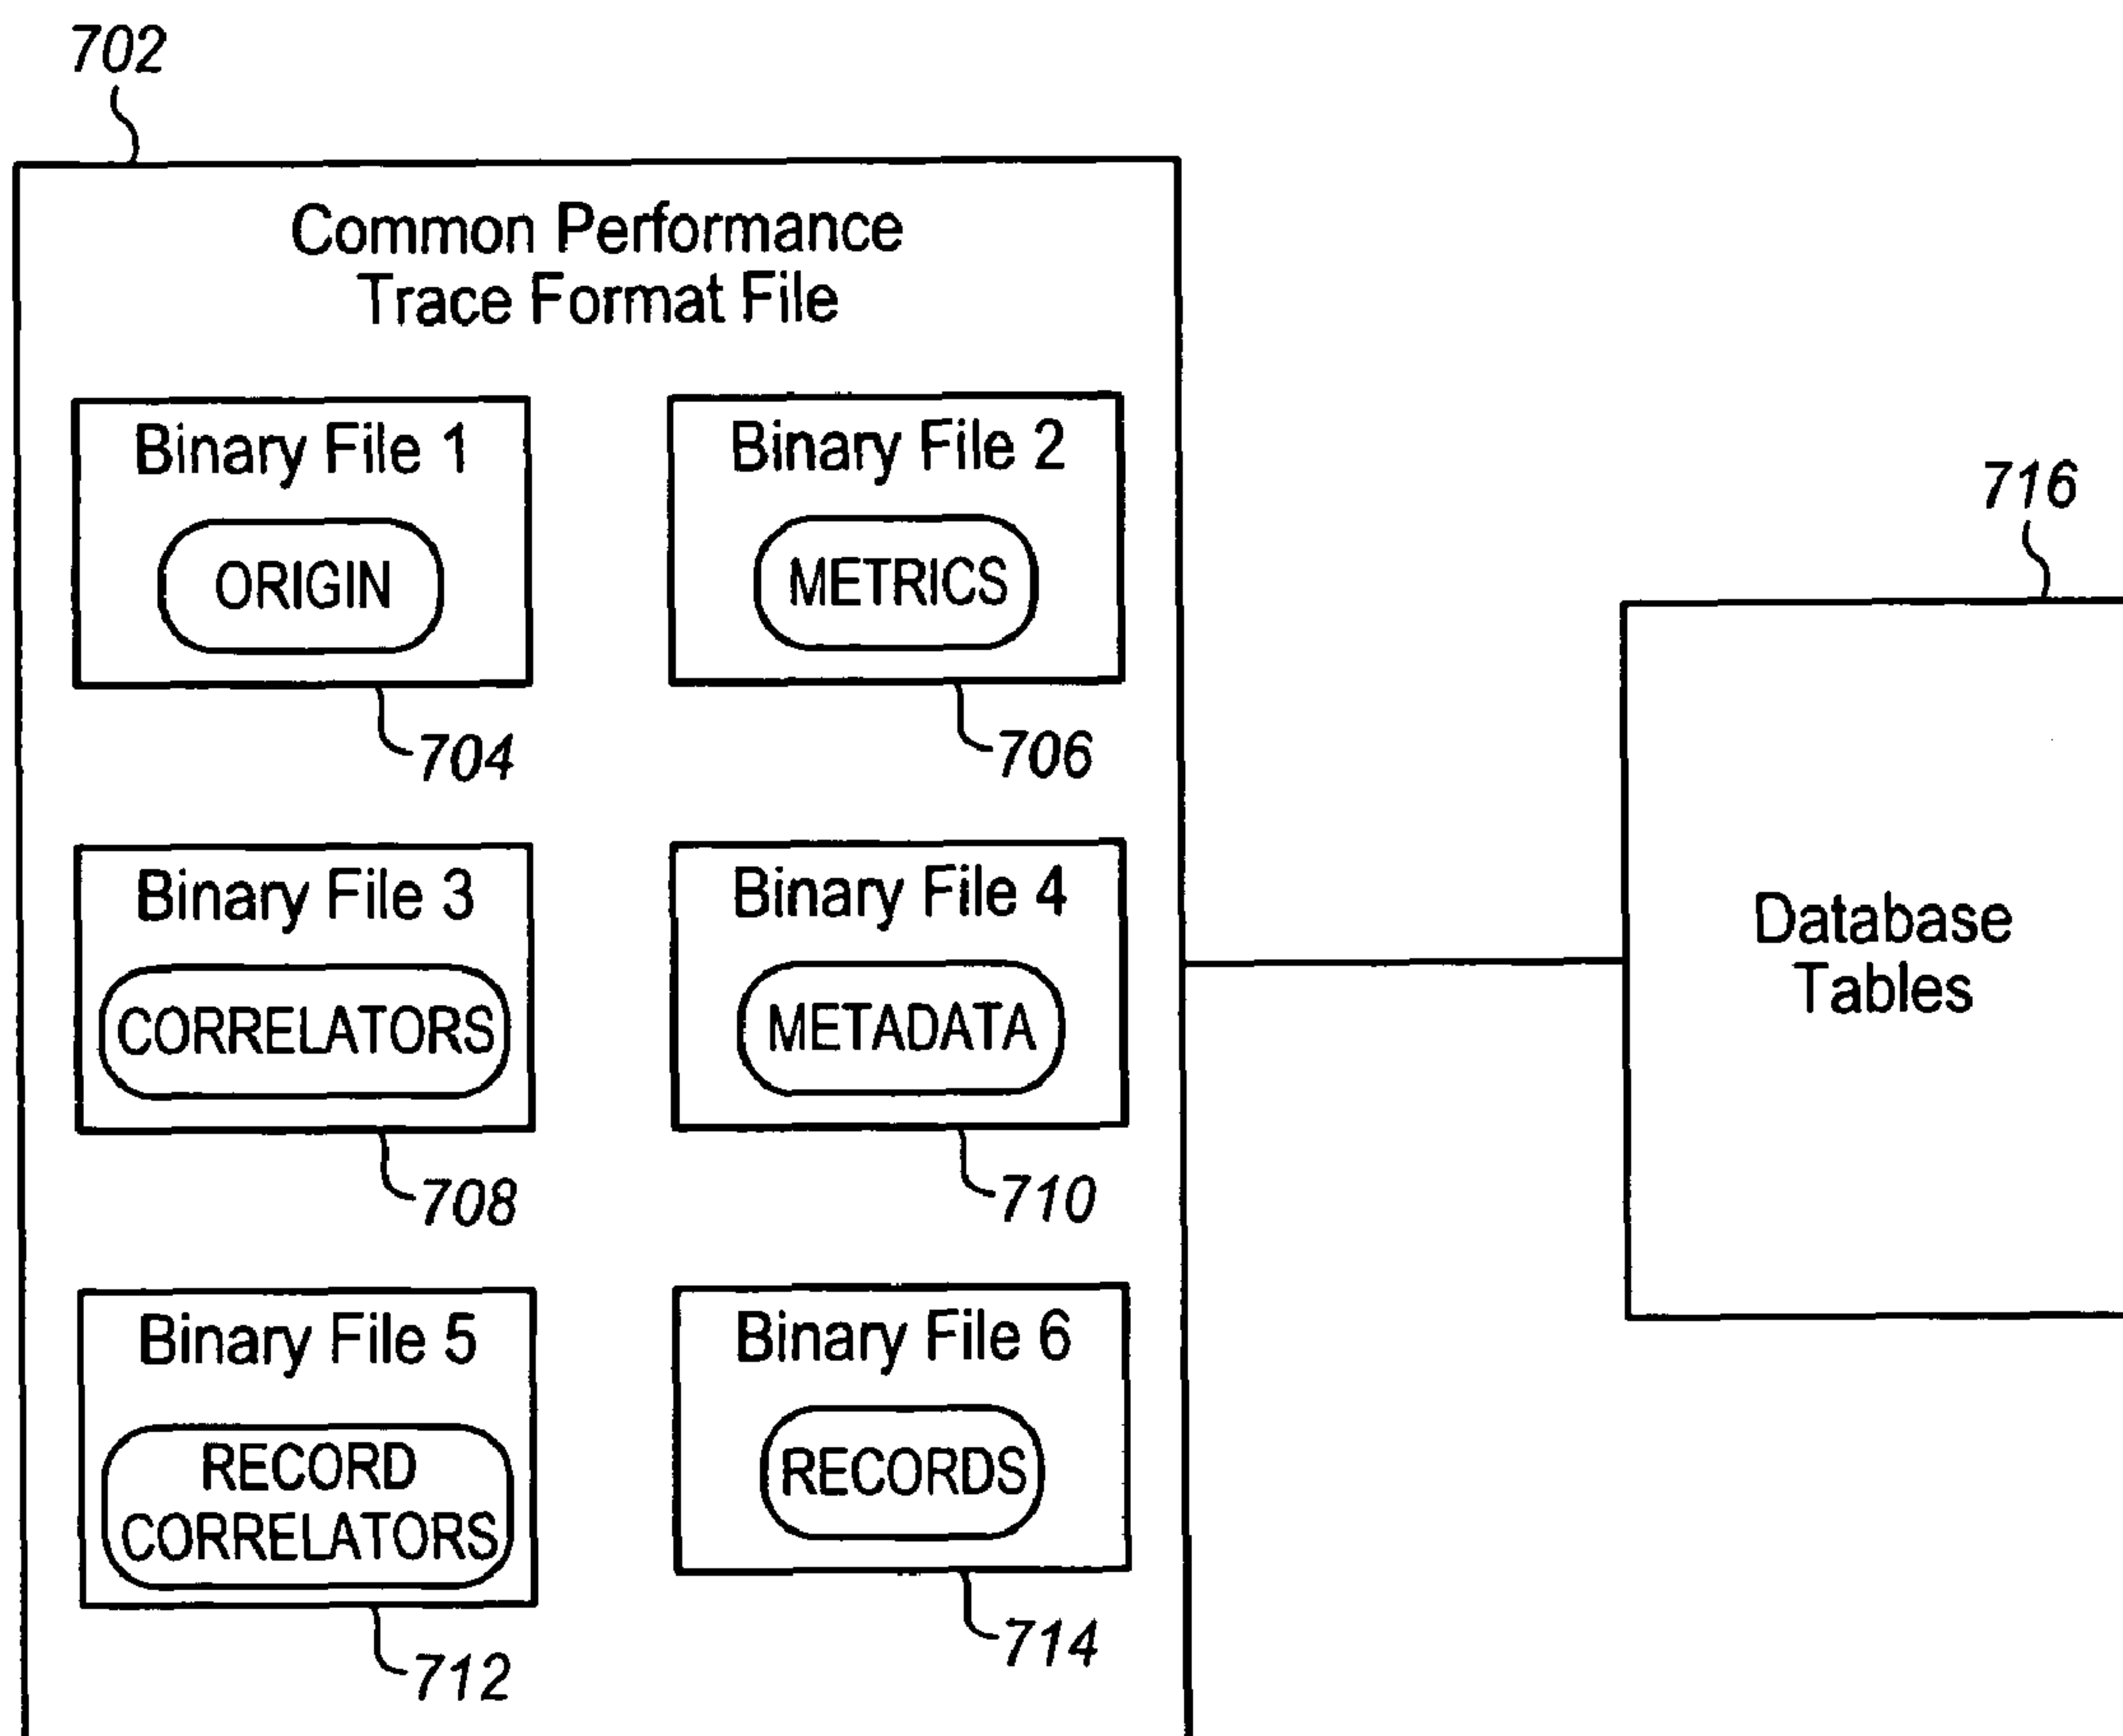 702
Common Performance
Trace Format File
Binary File 1
ORIGIN
704
Binary File 2
METRICS
706
Binary File 3
CORRELATORS
708
Binary File 4
METADATA
710
Binary File 5
RECORD
CORRELATORS
712
Binary File 6
RECORDS
714
716
Database
Tables